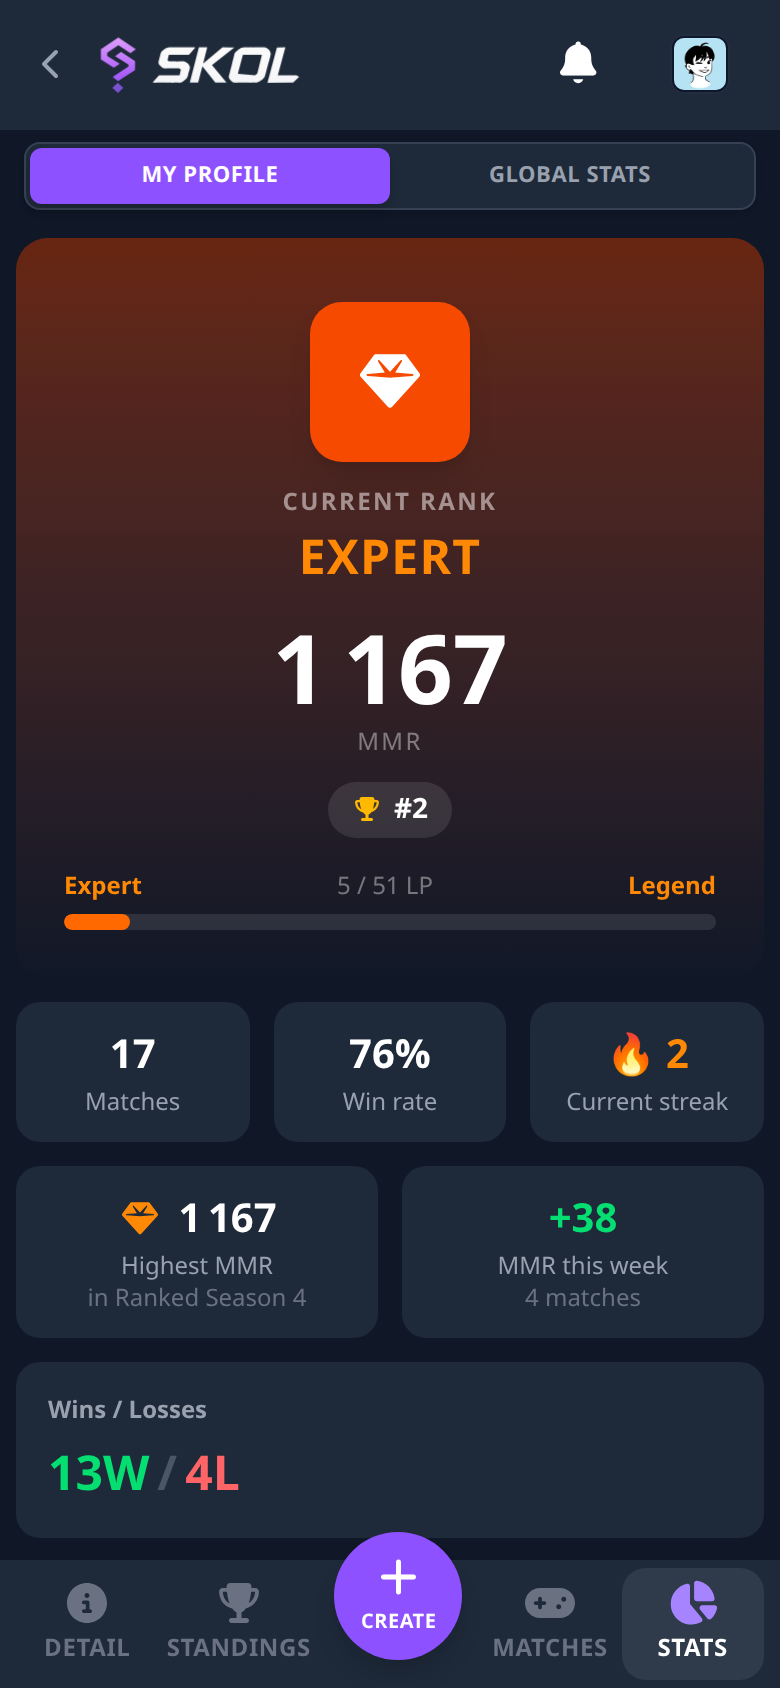 SKOL
MY PROFILE
GLOBAL STATS
CURRENT RANK
EXPERT
1 167
MMR
#2
Expert
5 / 51 LP
Legend
17
Matches
76%
Win rate
🔥 2
Current streak
1 167
Highest MMR
in Ranked Season 4
+38
MMR this week
4 matches
Wins / Losses
13W / 4L
DETAIL
STANDINGS
CREATE
MATCHES
STATS